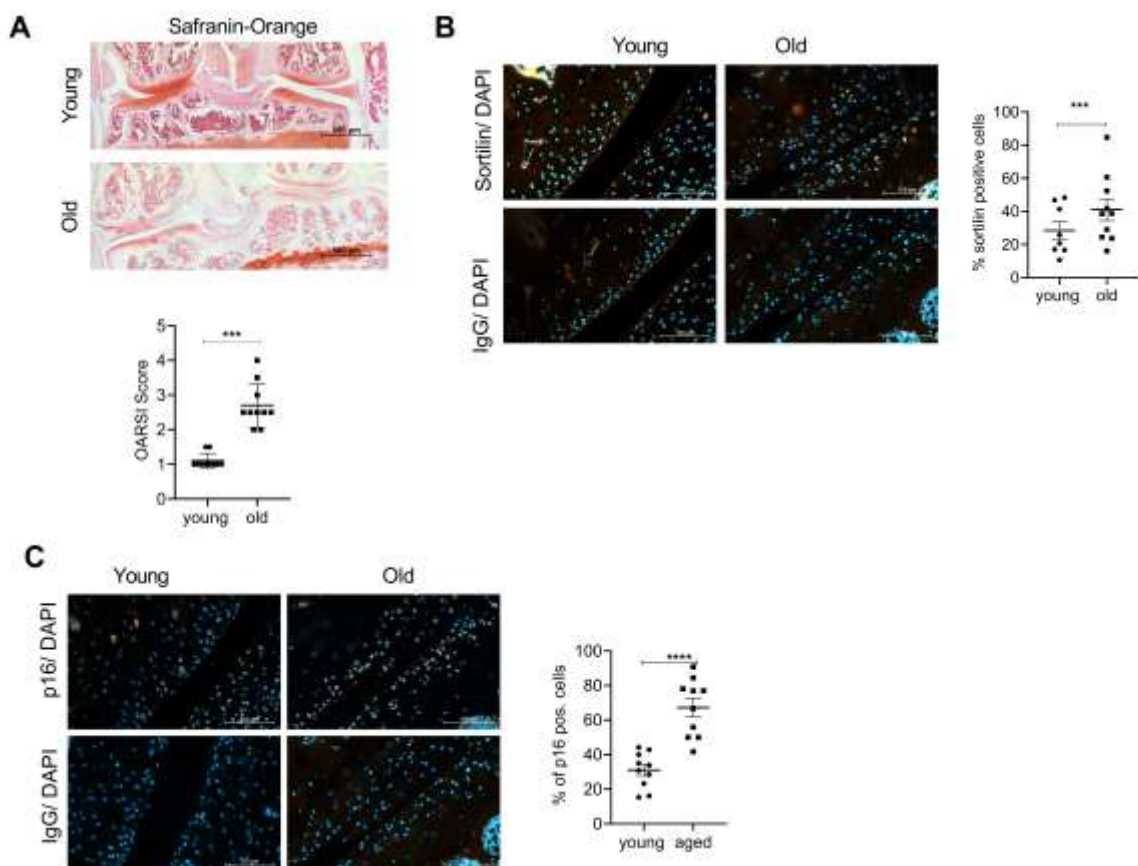 A
Safranin-Orange
Young
Old
OARSI Score
5
4
3
2
1
0
***
young old
B
Young Old
Sortilin/ DAPI
IgG/ DAPI
% sortilin positive cells
100
80
60
40
20
0
***
young old
C
Young Old
p16/ DAPI
IgG/ DAPI
% of p16 pos. cells
100
80
60
40
20
0
****
young aged